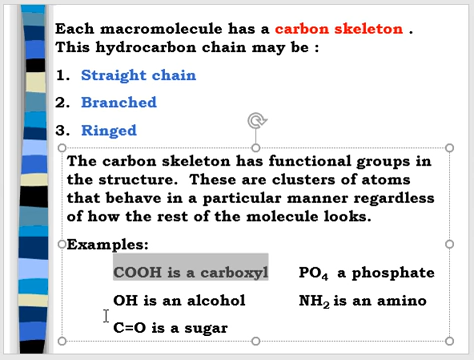 Each macromolecule has a carbon skeleton .
This hydrocarbon chain may be :
1. Straight chain
2. Branched
3. Ringed
The carbon skeleton has functional groups in
the structure. These are clusters of atoms
that behave in a particular manner regardless
of how the rest of the molecule looks.
Examples:
COOH is a carboxyl PO4 a phosphate
OH is an alcohol NH2 is an amino
C=O is a sugar